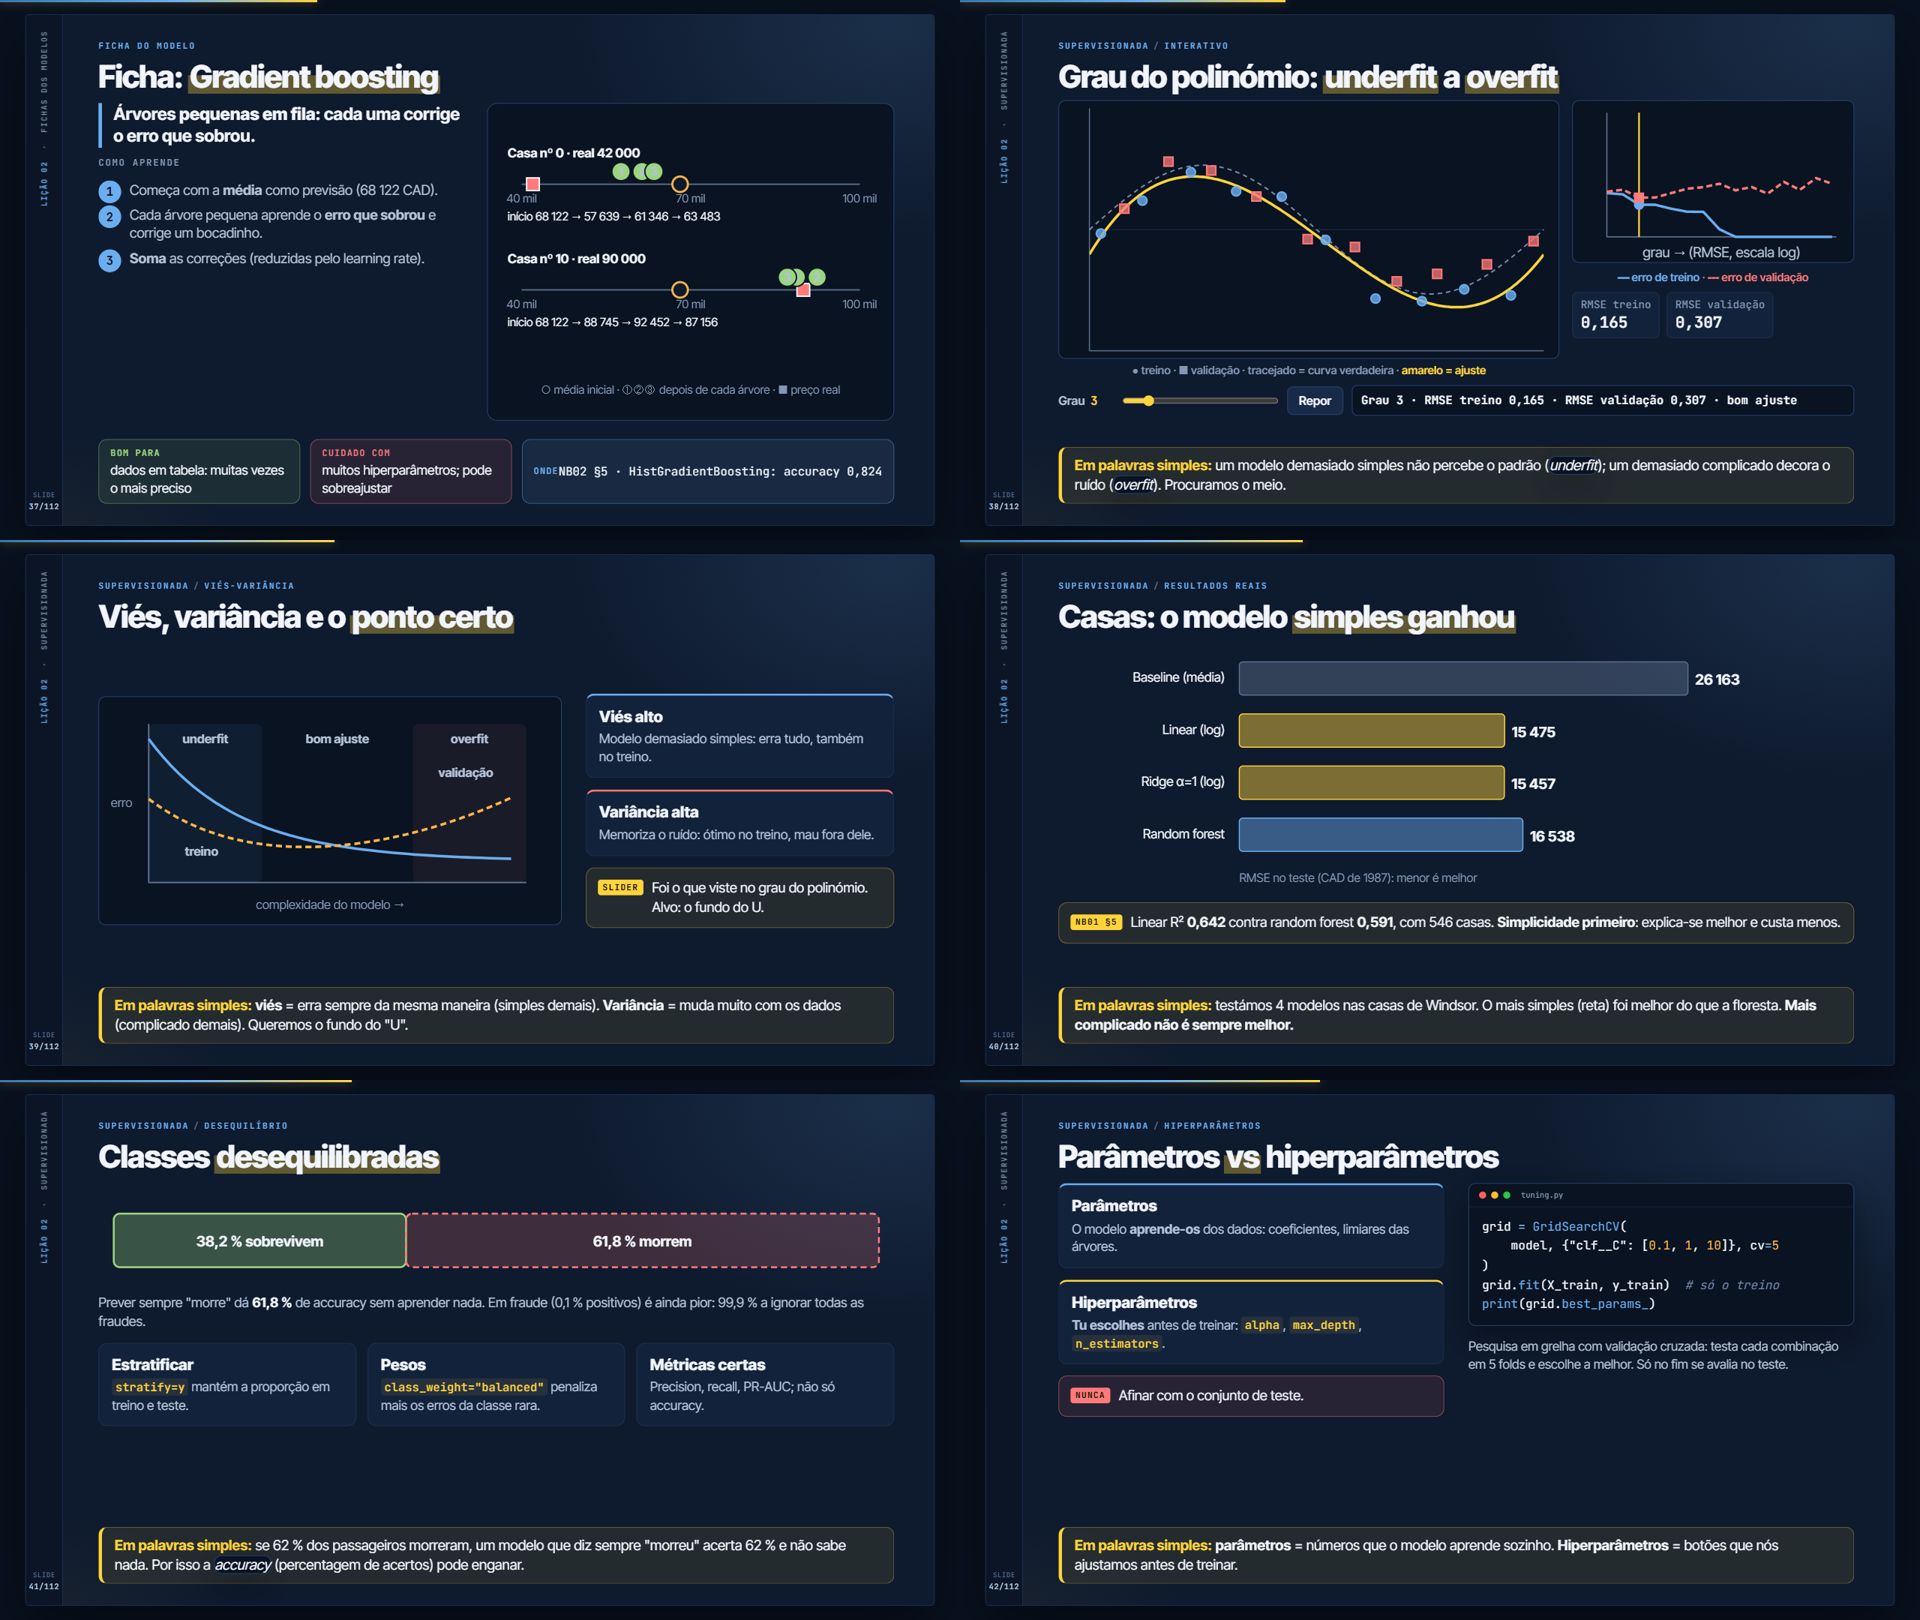 LIÇÃO 02 · FICHAS DOS MODELOS
FICHA DO MODELO
Ficha: Gradient boosting
Árvores pequenas em fila: cada uma corrige
o erro que sobrou.
COMO APRENDE
1 Começa com a média como previsão (68 122 CAD).
2 Cada árvore pequena aprende o erro que sobrou e
corrige um bocadinho.
3 Soma as correções (reduzidas pelo learning rate).
Casa nº 0 · real 42 000
40 mil 70 mil 100 mil
início 68 122 → 57 639 → 61 346 → 63 483
Casa nº 10 · real 90 000
40 mil 70 mil 100 mil
início 68 122 → 88 745 → 92 452 → 87 156
○ média inicial · ①②③ depois de cada árvore · ■ preço real
BOM PARA
dados em tabela: muitas vezes
o mais preciso
CUIDADO COM
muitos hiperparâmetros; pode
sobreajustar
ONDE NB02 §5 · HistGradientBoosting: accuracy 0,824
SLIDE
37/112
LIÇÃO 02 · SUPERVISIONADA
SUPERVISIONADA / INTERATIVO
Grau do polinómio: underfit a overfit
grau → (RMSE, escala log)
erro de treino · erro de validação
RMSE treino
0,165
RMSE validação
0,307
● treino · ■ validação · tracejado = curva verdadeira · amarelo = ajuste
Grau 3
Repor
Grau 3 · RMSE treino 0,165 · RMSE validação 0,307 · bom ajuste
Em palavras simples: um modelo demasiado simples não percebe o padrão (underfit); um demasiado complicado decora o
ruído (overfit). Procuramos o meio.
SLIDE
38/112
LIÇÃO 02 · SUPERVISIONADA
SUPERVISIONADA / VIÉS-VARIÂNCIA
Viés, variância e o ponto certo
underfit
bom ajuste
overfit
validação
erro
treino
complexidade do modelo →
Viés alto
Modelo demasiado simples: erra tudo, também
no treino.
Variância alta
Memoriza o ruído: ótimo no treino, mau fora dele.
SLIDER Foi o que viste no grau do polinómio.
Alvo: o fundo do U.
Em palavras simples: viés = erra sempre da mesma maneira (simples demais). Variância = muda muito com os dados
(complicado demais). Queremos o fundo do "U".
SLIDE
39/112
LIÇÃO 02 · SUPERVISIONADA
SUPERVISIONADA / RESULTADOS REAIS
Casas: o modelo simples ganhou
Baseline (média) 26 163
Linear (log) 15 475
Ridge α=1 (log) 15 457
Random forest 16 538
RMSE no teste (CAD de 1987): menor é melhor
NB01 §5 Linear R² 0,642 contra random forest 0,591, com 546 casas. Simplicidade primeiro: explica-se melhor e custa menos.
Em palavras simples: testámos 4 modelos nas casas de Windsor. O mais simples (reta) foi melhor do que a floresta. Mais
complicado não é sempre melhor.
SLIDE
40/112
LIÇÃO 02 · SUPERVISIONADA
SUPERVISIONADA / DESEQUILÍBRIO
Classes desequilibradas
38,2 % sobrevivem
61,8 % morrem
Prever sempre "morre" dá 61,8 % de accuracy sem aprender nada. Em fraude (0,1 % positivos) é ainda pior: 99,9 % a ignorar todas as
fraudes.
Estratificar
stratify=y mantém a proporção em
treino e teste.
Pesos
class_weight="balanced" penaliza
mais os erros da classe rara.
Métricas certas
Precision, recall, PR-AUC; não só
accuracy.
Em palavras simples: se 62 % dos passageiros morreram, um modelo que diz sempre "morreu" acerta 62 % e não sabe
nada. Por isso a accuracy (percentagem de acertos) pode enganar.
SLIDE
41/112
LIÇÃO 02 · SUPERVISIONADA
SUPERVISIONADA / HIPERPARÂMETROS
Parâmetros vs hiperparâmetros
Parâmetros
O modelo aprende-os dos dados: coeficientes, limiares das
árvores.
Hiperparâmetros
Tu escolhes antes de treinar: alpha, max_depth,
n_estimators.
NUNCA Afinar com o conjunto de teste.
tuning.py
grid = GridSearchCV(
    model, {"clf__C": [0.1, 1, 10]}, cv=5
)
grid.fit(X_train, y_train)  # só o treino
print(grid.best_params_)
Pesquisa em grelha com validação cruzada: testa cada combinação
em 5 folds e escolhe a melhor. Só no fim se avalia no teste.
Em palavras simples: parâmetros = números que o modelo aprende sozinho. Hiperparâmetros = botões que nós
ajustamos antes de treinar.
SLIDE
42/112